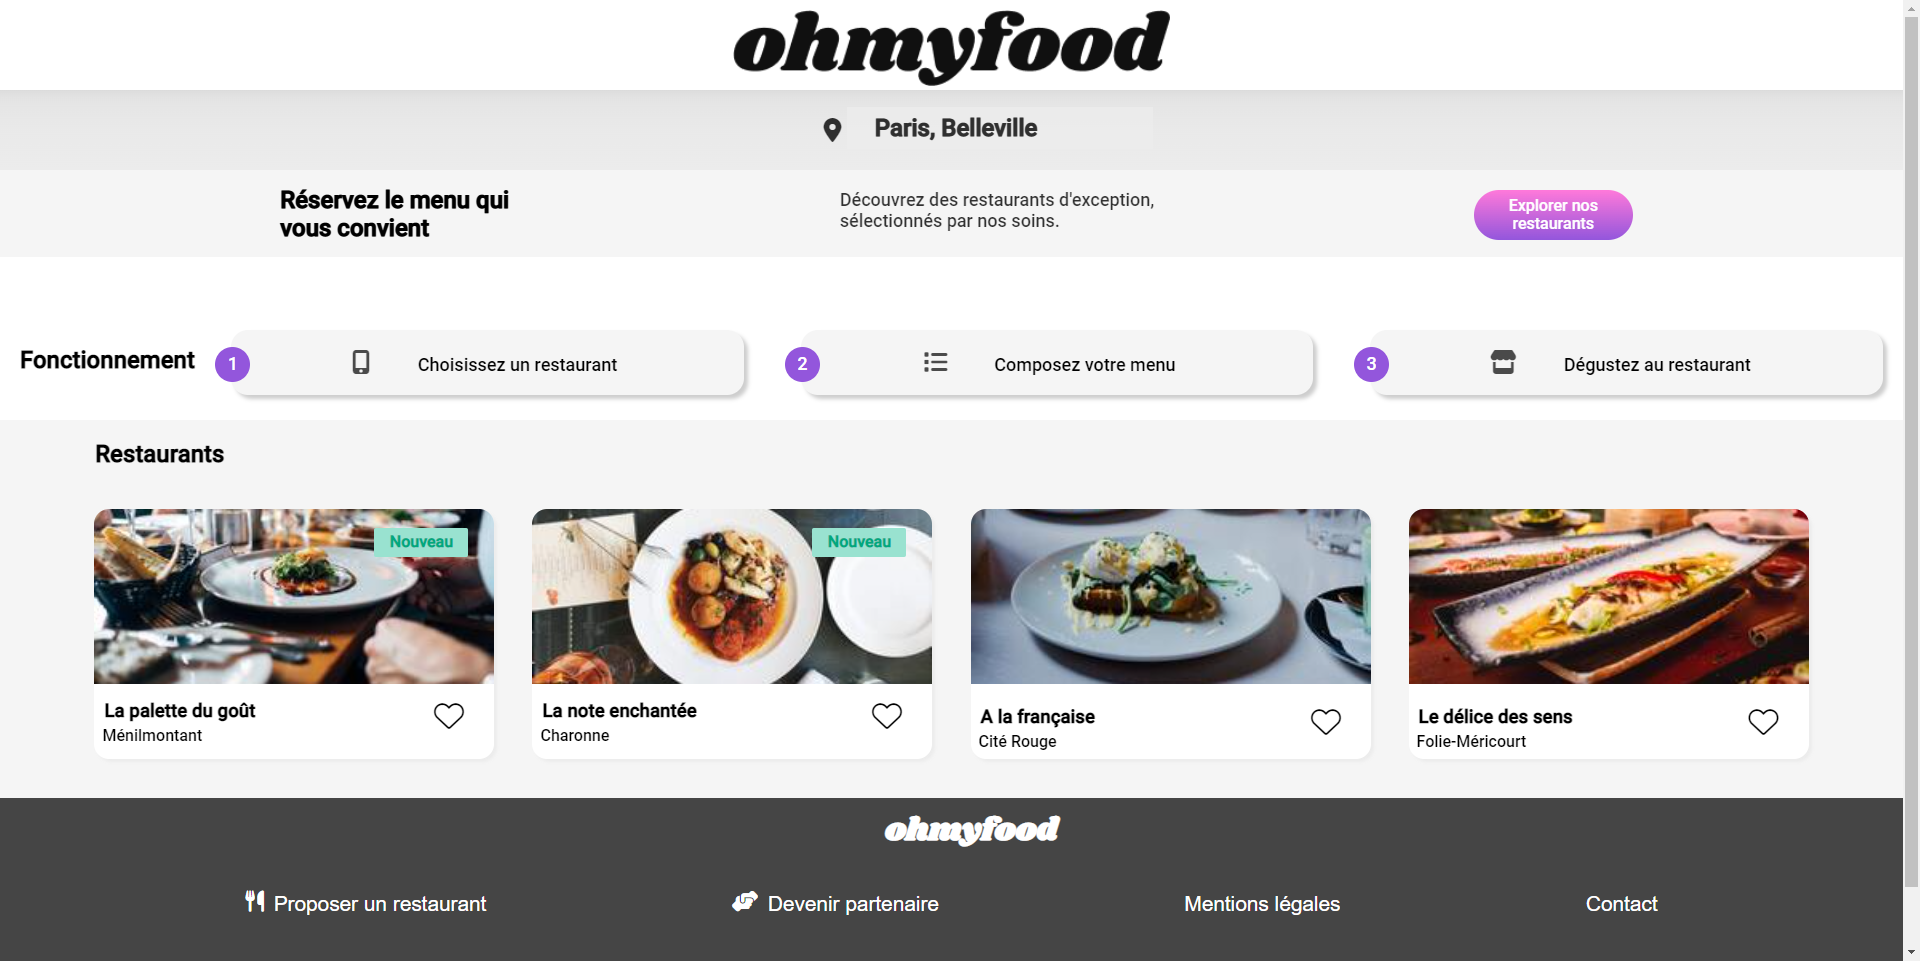 ohmyfood
Paris, Belleville
Réservez le menu qui
vous convient
Découvrez des restaurants d'exception,
sélectionnés par nos soins.
Explorer nos
restaurants
Fonctionnement
1
Choisissez un restaurant
2
Composez votre menu
3
Dégustez au restaurant
Restaurants
Nouveau
La palette du goût
Ménilmontant
Nouveau
La note enchantée
Charonne
A la française
Cité Rouge
Le délice des sens
Folie-Méricourt
ohmyfood
Proposer un restaurant
Devenir partenaire
Mentions légales
Contact